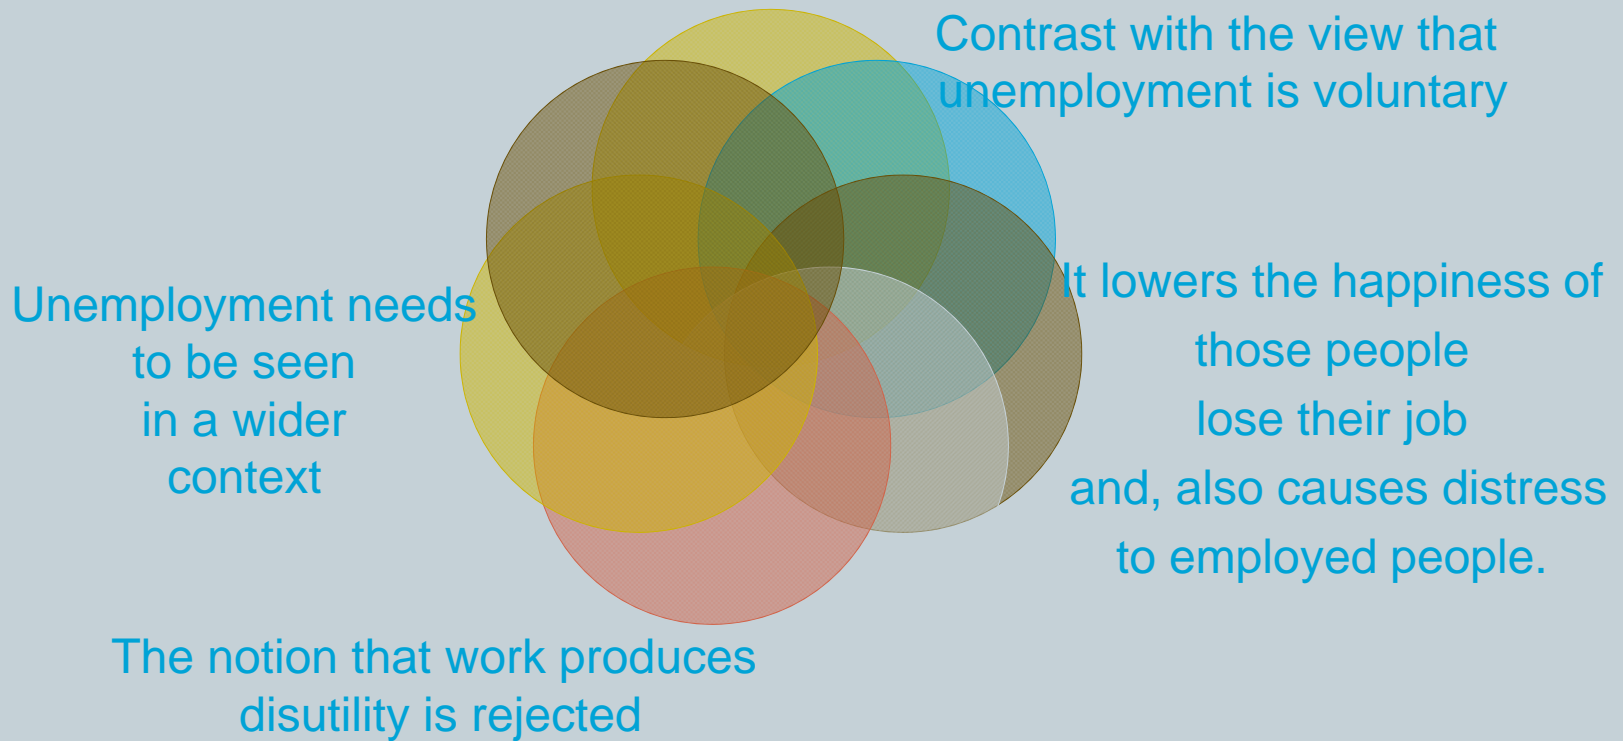 Contrast with the view that
unemployment is voluntary
It lowers the happiness of
those people
lose their job
and, also causes distress
to employed people.
The notion that work produces
disutility is rejected
Unemployment needs
to be seen
in a wider
context